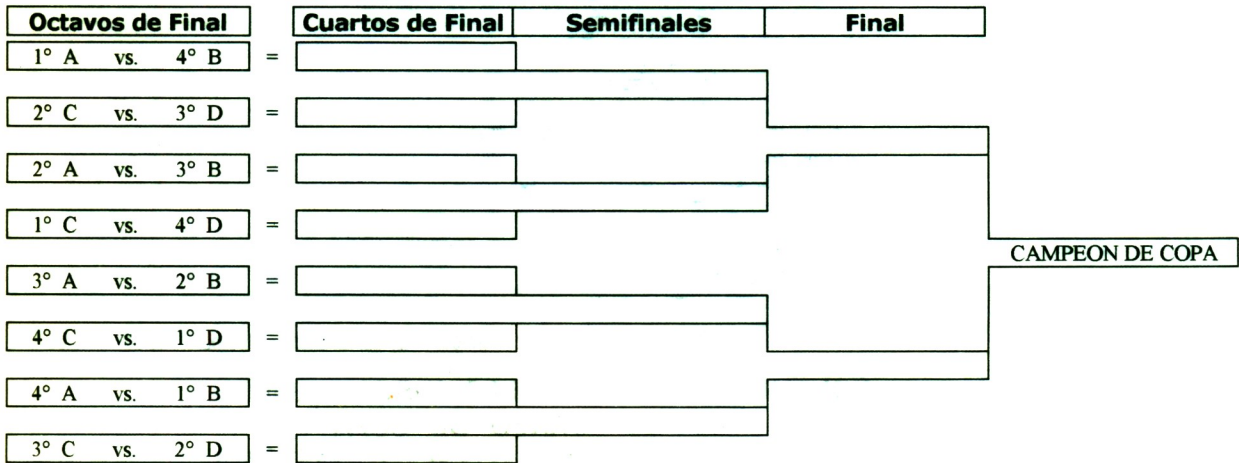 Octavos de Final Cuartos de Final Semifinales Final
1° A vs. 4° B =
2° C vs. 3° D =
2° A vs. 3° B =
1° C vs. 4° D =
CAMPEON DE COPA
3° A vs. 2° B =
4° C vs. 1° D =
4° A vs. 1° B =
3° C vs. 2° D =